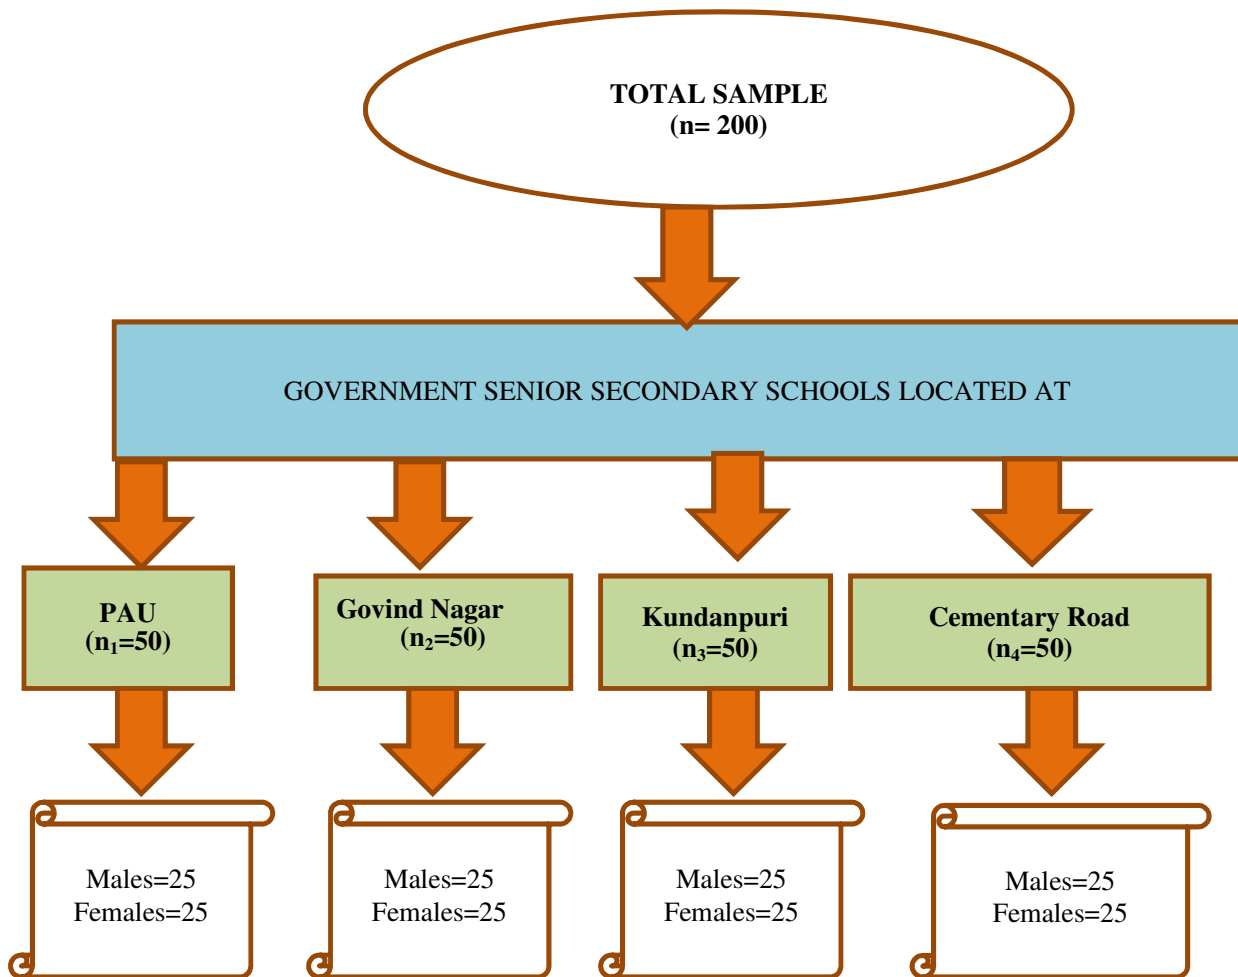 TOTAL SAMPLE
(n= 200)
GOVERNMENT SENIOR SECONDARY SCHOOLS LOCATED AT
PAU
(n₁=50)
Govind Nagar
(n₂=50)
Kundanpuri
(n₃=50)
Cementary Road
(n₄=50)
Males=25
Females=25
Males=25
Females=25
Males=25
Females=25
Males=25
Females=25